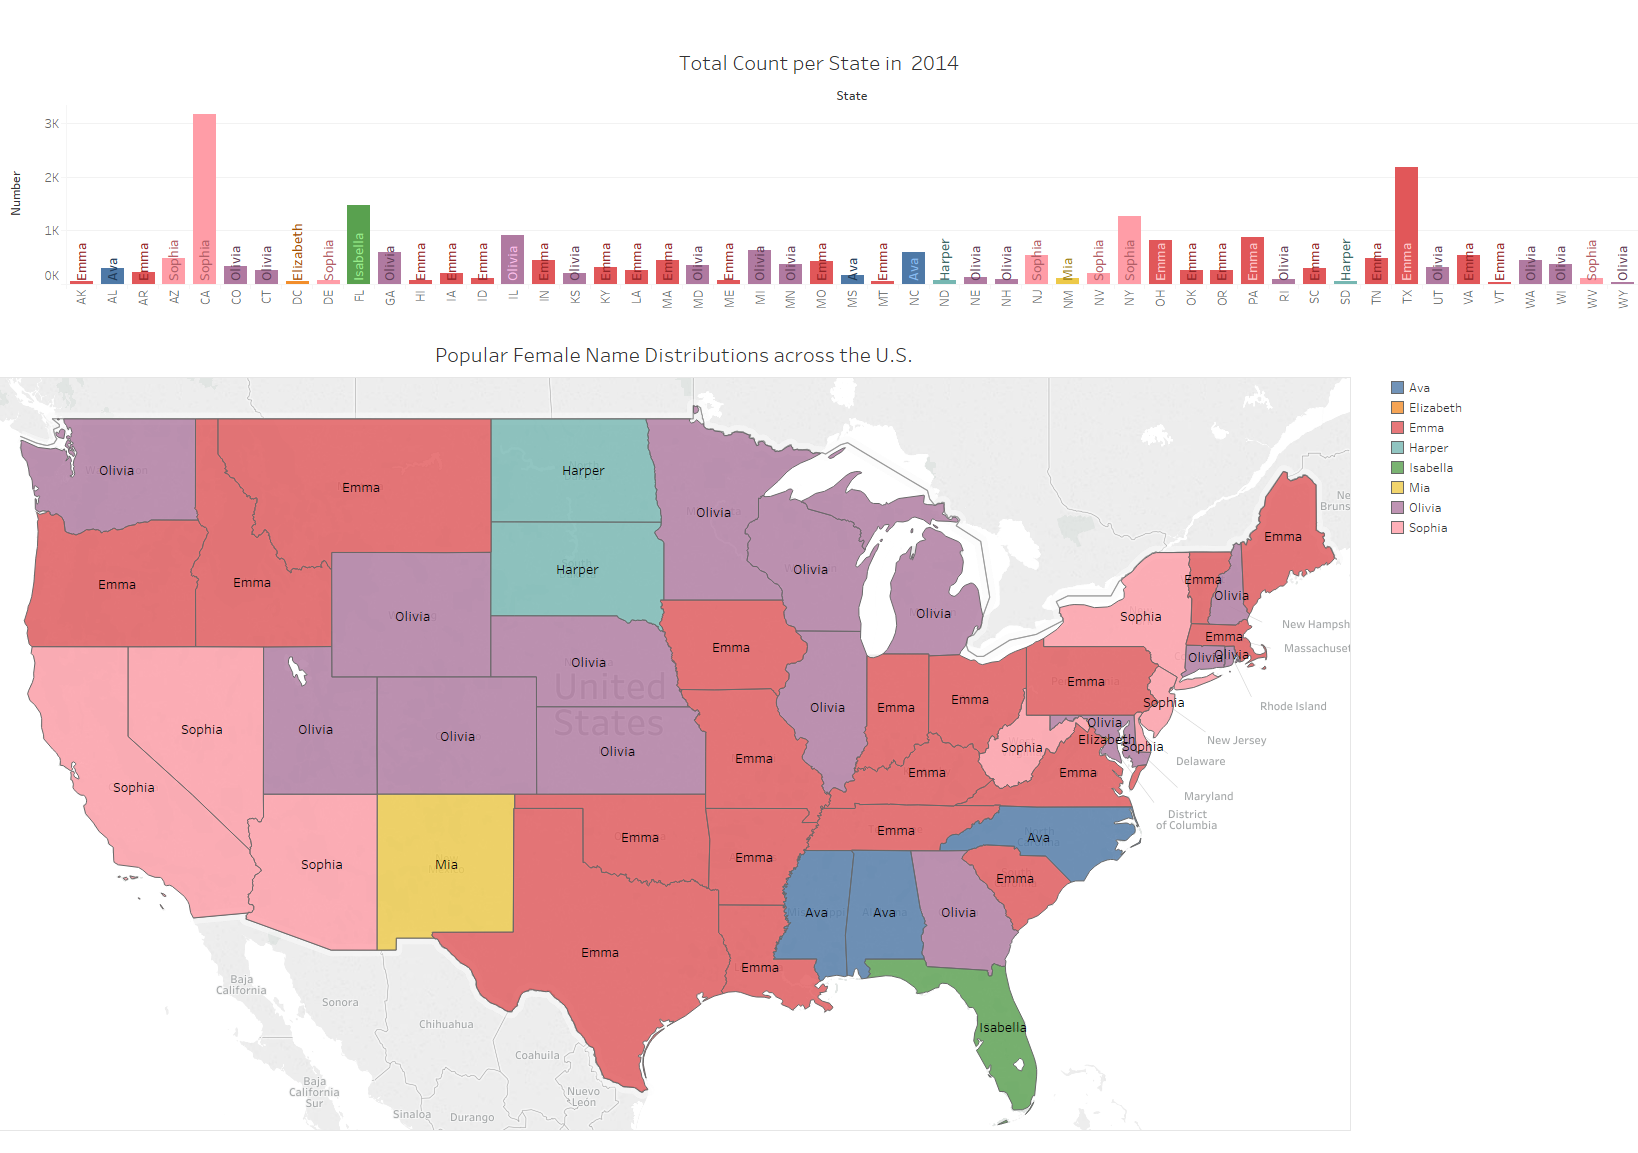 Total Count per State in 2014
State
Number
3K
2K
1K
0K
Emma Ava Emma Sophia Sophia Olivia Olivia Elizabeth Sophia Isabella Olivia Emma Emma Emma Olivia Emma Olivia Emma Emma Emma Olivia Emma Olivia Olivia Emma Ava Emma Ava Harper Olivia Olivia Sophia Mia Sophia Sophia Emma Emma Emma Emma Olivia Emma Harper Emma Emma Olivia Emma Emma Olivia Olivia Sophia Olivia
AK AL AR AZ CA CO CT DC DE FL GA HI IA ID IL IN KS KY LA MA MD ME MI MN MO MS MT NC ND NE NH NJ NM NV NY OH OK OR PA RI SC SD TN TX UT VA VT WA WI WV WY
Popular Female Name Distributions across the U.S.
Ava
Elizabeth
Emma
Harper
Isabella
Mia
Olivia
Sophia
Olivia
Harper
Emma
Olivia
Emma
Harper
Olivia
Emma
Emma
Emma
Olivia
Olivia
Sophia
Olivia
Emma
New Hampsh
Emma
Massachuset
Olivia
Olivia
Emma
Olivia
United
States
Emma
Rhode Island
Sophia
Olivia
Olivia
Olivia
Olivia
Emma
Emma
Sophia
Olivia
Elizabeth
Sophia
New Jersey
Sophia
Delaware
Sophia
Emma
Emma
Emma
Maryland
District
of Columbia
Sophia
Mia
Emma
Emma
Emma
Ava
Emma
Ava
Ava
Olivia
Emma
Emma
Isabella
Ne
Bruns
Baja
California
Sonora
Chihuahua
Coahuila
Baja
California
Sur
Nuevo
León
Sinaloa
Durango